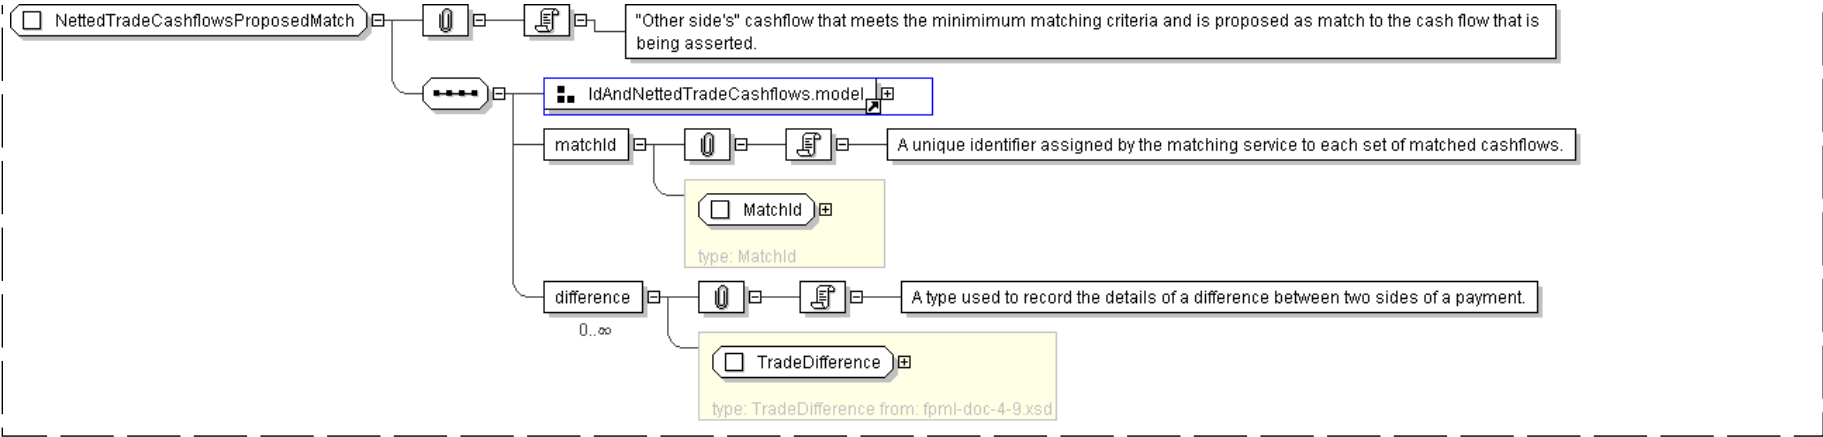 NettedTradeCashflowsProposedMatch
"Other side's" cashflow that meets the minimimum matching criteria and is proposed as match to the cash flow that is
being asserted.
IdAndNettedTradeCashflows.model
matchId
A unique identifier assigned by the matching service to each set of matched cashflows.
MatchId
type: MatchId
difference
A type used to record the details of a difference between two sides of a payment.
0..∞
TradeDifference
type: TradeDifference from: fpml-doc-4-9.xsd